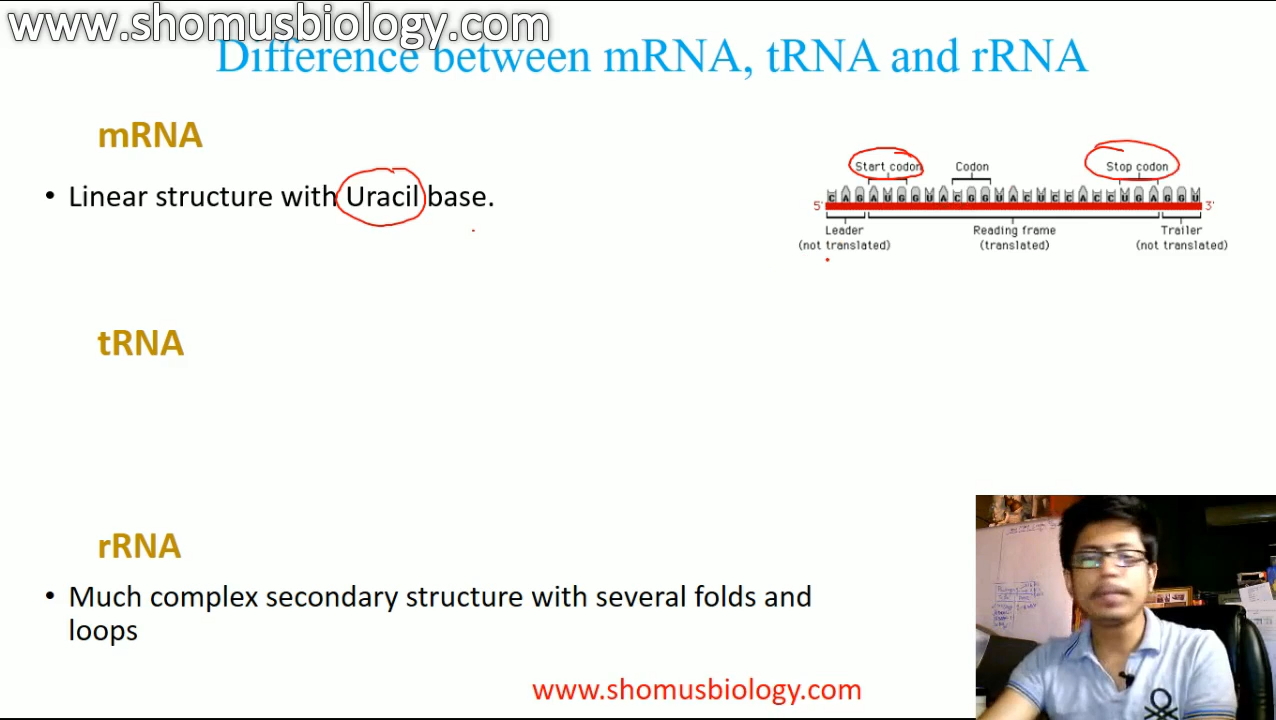 www.shomusbiology.com
Difference between mRNA, tRNA and rRNA
mRNA
• Linear structure with Uracil base.
Start codon Codon Stop codon
5' C A G A U G G U A C G G U A C U C C A C C U G A G G U 3'
Leader Reading frame Trailer
(not translated) (translated) (not translated)
tRNA
rRNA
• Much complex secondary structure with several folds and
loops
www.shomusbiology.com